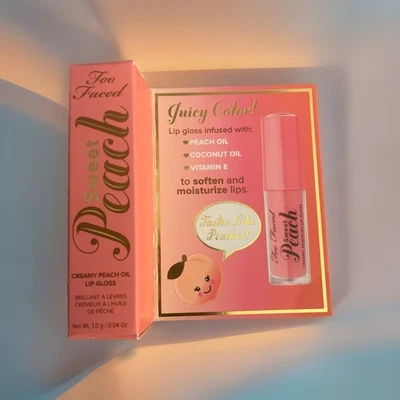 Too
Faced
Sweet
Peach
CREAMY PEACH OIL
LIP GLOSS
BRILLANT À LÈVRES
CRÉMEUX À L'HUILE
DE PÊCHE
Net Wt. 1.0 g / 0.04 Oz.
Juicy Color!
Lip gloss infused with:
PEACH OIL
COCONUT OIL
VITAMIN E
to soften and
moisturize lips.
Tastes Like
Peaches!
Too Faced
Sweet
Peach